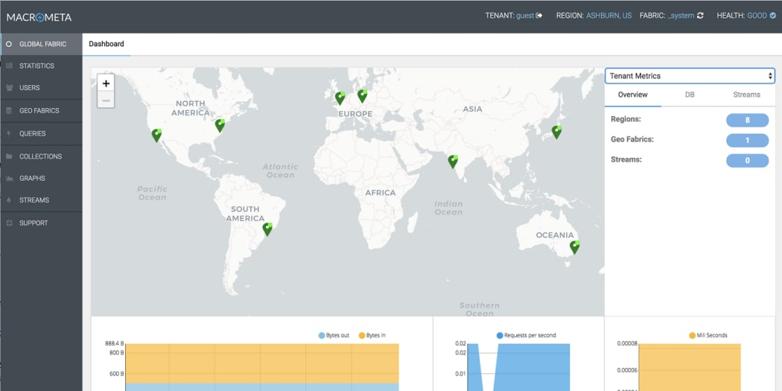 MACROMETA
TENANT: guest REGION: ASHBURN, US FABRIC: _system HEALTH: GOOD
GLOBAL FABRIC
STATISTICS
USERS
GEO FABRICS
QUERIES
COLLECTIONS
GRAPHS
STREAMS
SUPPORT
Dashboard
+
−
NORTH
AMERICA
EUROPE
ASIA
Atlantic
Ocean
Pacific
Ocean
AFRICA
SOUTH
AMERICA
Indian
Ocean
OCEANIA
Southern
Ocean
Tenant Metrics
Overview DB Streams
Regions: 8
Geo Fabrics: 1
Streams: 0
Bytes out Bytes in
888.4 B
800 B
600 B
Requests per second
0.02
0.01
Mili Seconds
0.00008
0.00006